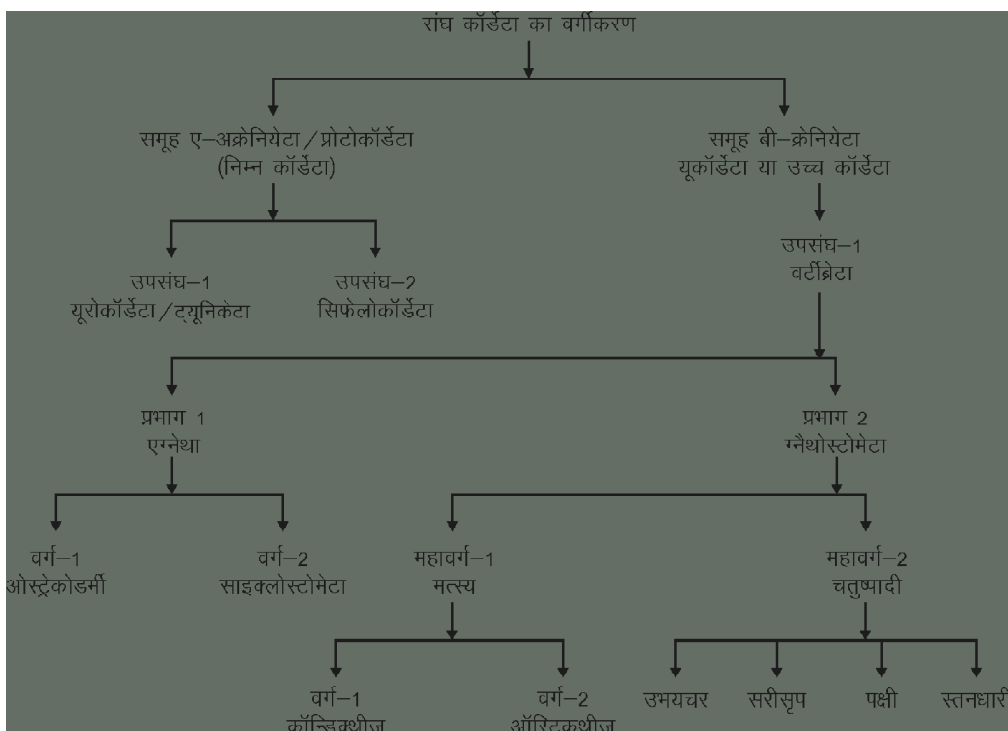 रांघ कॉर्डेटा का वर्गीकरण
समूह ए–अक्रेनियेटा/प्रोटोकॉर्डेटा
(निम्न कॉर्डेटा)
समूह बी–क्रेनियेटा
यूकॉर्डेटा या उच्च कॉर्डेटा
उपसंघ–1
वर्टीब्रेटा
उपसंघ–1
यूरोकॉर्डेटा/ट्यूनिकेटा
उपसंघ–2
सिफेलोकॉर्डेटा
प्रभाग 1
एग्नेथा
प्रभाग 2
ग्नैथोस्टोमेटा
वर्ग–1
ओस्ट्रेकोडर्मी
वर्ग–2
साइक्लोस्टोमेटा
महावर्ग–1
मत्स्य
महावर्ग–2
चतुष्पादी
वर्ग–1
कॉन्ड्रिक्थीज
वर्ग–2
ऑरिटकथीज
उभयचर
सरीसृप
पक्षी
स्तनधारी